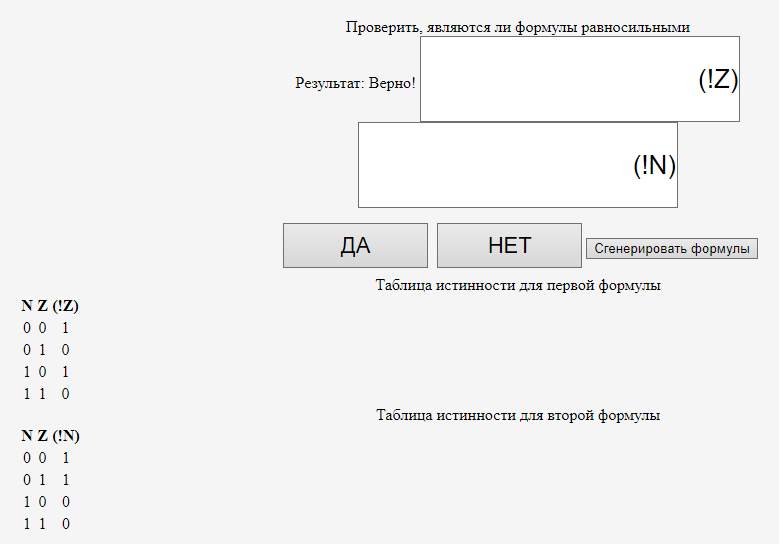 Проверить, являются ли формулы равносильными
Результат: Верно! (!Z)
(!N)
ДА НЕТ Сгенерировать формулы
Таблица истинности для первой формулы
N Z (!Z)
0 0 1
0 1 0
1 0 1
1 1 0
Таблица истинности для второй формулы
N Z (!N)
0 0 1
0 1 1
1 0 0
1 1 0